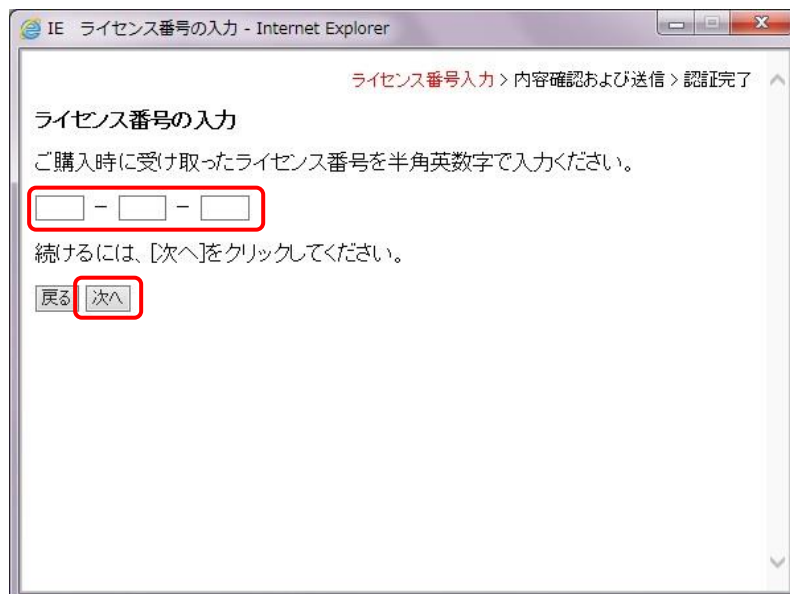 IE ライセンス番号の入力 - Internet Explorer
ライセンス番号入力 > 内容確認および送信 > 認証完了
ライセンス番号の入力
ご購入時に受け取ったライセンス番号を半角英数字で入力ください。
− −
続けるには、[次へ]をクリックしてください。
戻る 次へ